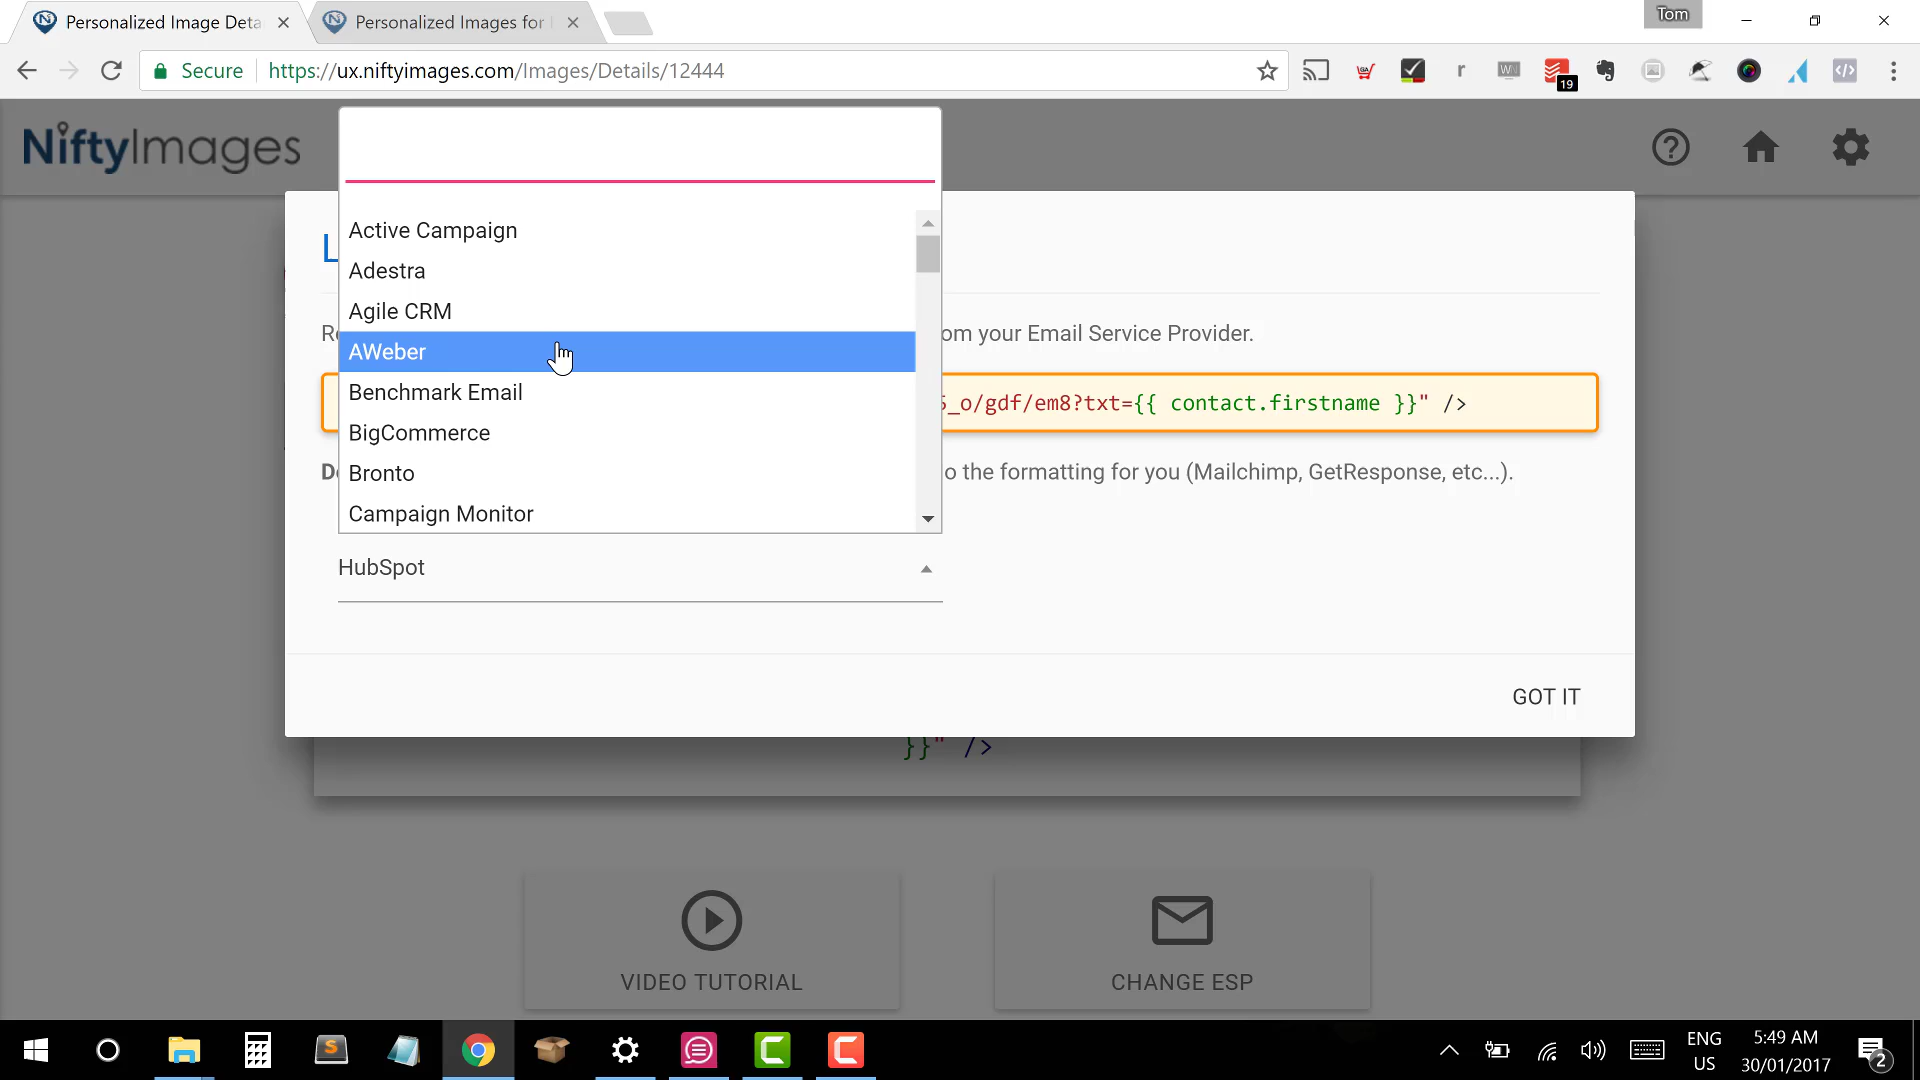 Personalized Image Deta
Personalized Images for
Tom
Secure
https://ux.niftyimages.com/Images/Details/12444
19
NiftyImages
Active Campaign
Adestra
Agile CRM
AWeber
om your Email Service Provider.
Benchmark Email
_o/gdf/em8?txt={{ contact.firstname }}" />
BigCommerce
Bronto
o the formatting for you (Mailchimp, GetResponse, etc...).
Campaign Monitor
HubSpot
GOT IT
}}" />
VIDEO TUTORIAL
CHANGE ESP
ENG
US
5:49 AM
30/01/2017
2